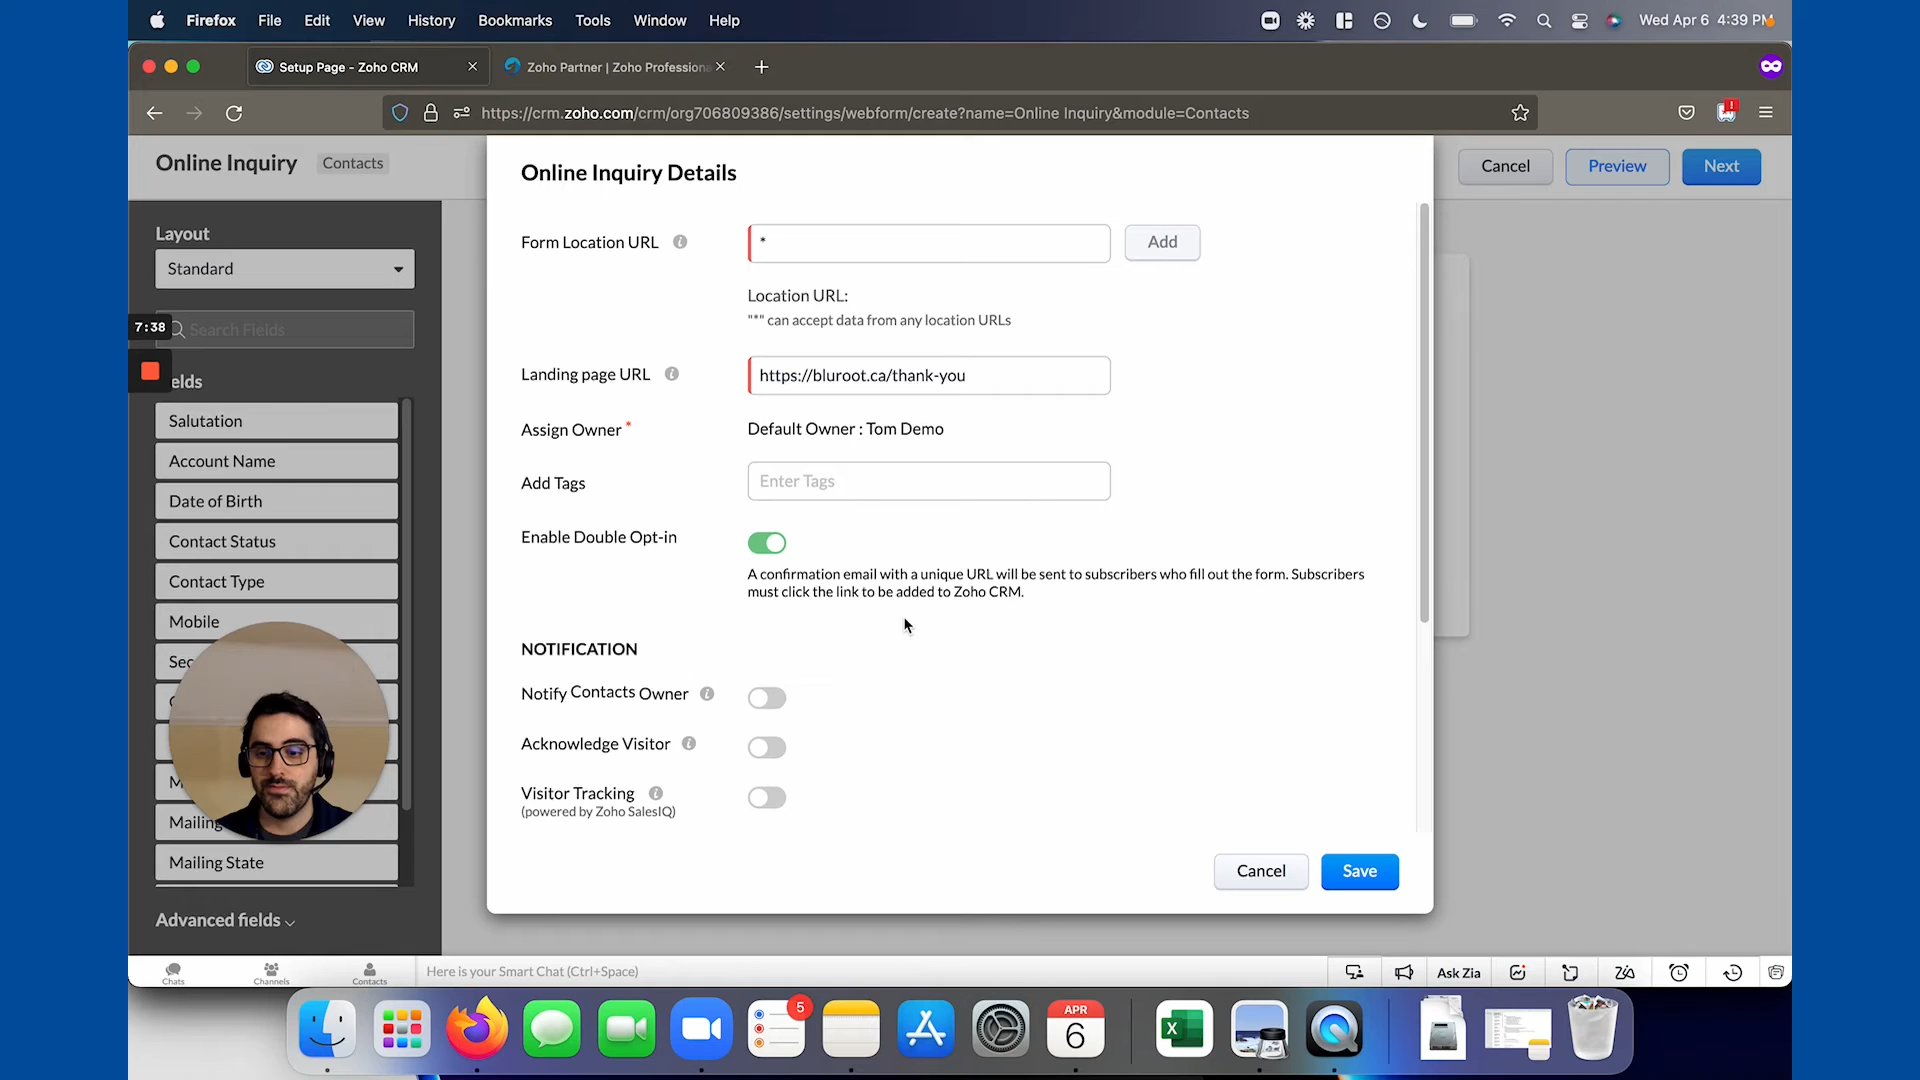 Firefox File Edit View History Bookmarks Tools Window Help Wed Apr 6 4:39 PM
Setup Page - Zoho CRM
Zoho Partner | Zoho Professiona
https://crm.zoho.com/crm/org706809386/settings/webform/create?name=Online Inquiry&module=Contacts
Online Inquiry Contacts
Cancel Preview Next
Online Inquiry Details
Layout
Standard
7:38
Search Fields
elds
Salutation
Account Name
Date of Birth
Contact Status
Contact Type
Mobile
Sec
Mailing
Mailing State
Advanced fields
Form Location URL * Add
Location URL:
"*" can accept data from any location URLs
Landing page URL https://bluroot.ca/thank-you
Assign Owner * Default Owner : Tom Demo
Add Tags Enter Tags
Enable Double Opt-in
A confirmation email with a unique URL will be sent to subscribers who fill out the form. Subscribers
must click the link to be added to Zoho CRM.
NOTIFICATION
Notify Contacts Owner
Acknowledge Visitor
Visitor Tracking
(powered by Zoho SalesIQ)
Cancel Save
Chats Channels Contacts
Here is your Smart Chat (Ctrl+Space)
Ask Zia
5
APR
6